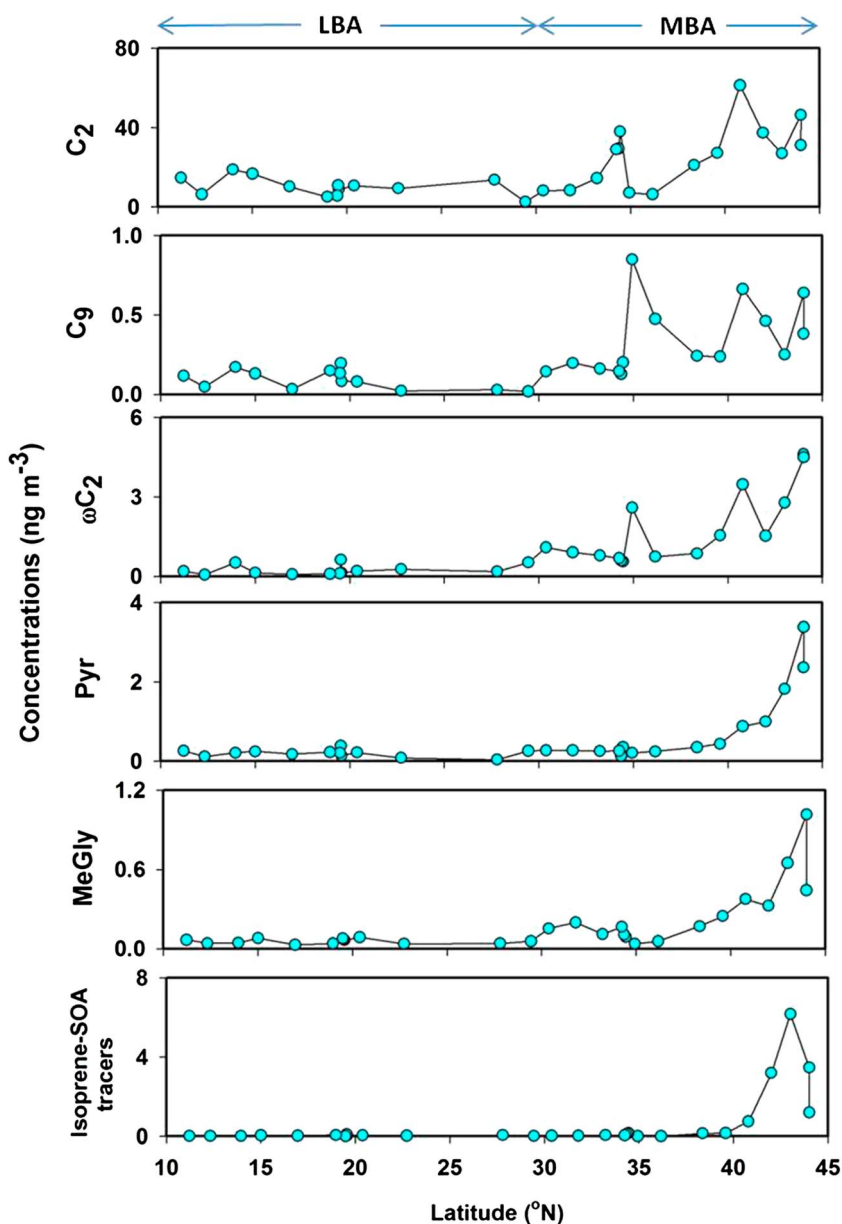 LBA MBA
80
40
0
C2
1.0
0.5
0.0
C9
6
3
0
ωC2
4
2
0
Pyr
1.2
0.6
0.0
MeGly
8
4
0
Isoprene-SOA
tracers
Concentrations (ng m-3)
10 15 20 25 30 35 40 45
Latitude (oN)